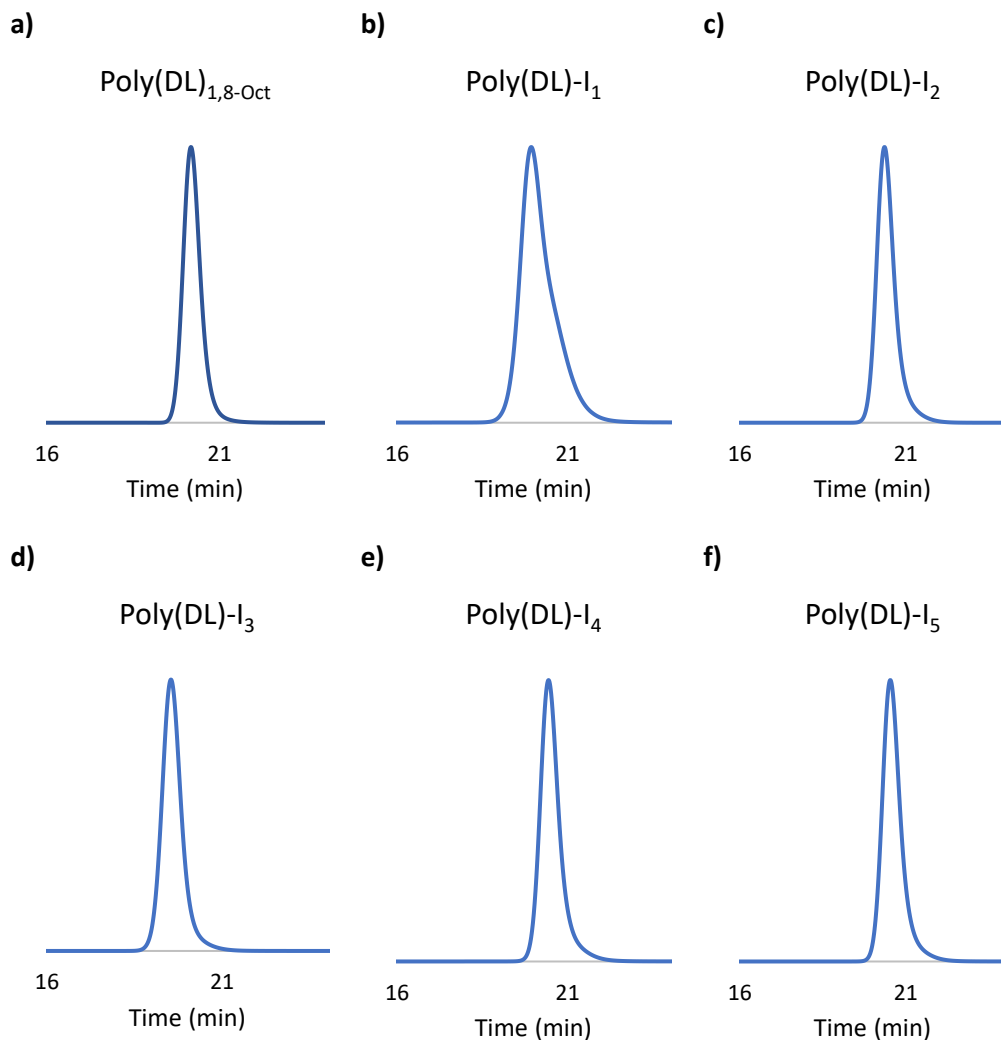 a)
Poly(DL)1,8-Oct
16 21
Time (min)
b)
Poly(DL)-I1
16 21
Time (min)
c)
Poly(DL)-I2
16 21
Time (min)
d)
Poly(DL)-I3
16 21
Time (min)
e)
Poly(DL)-I4
16 21
Time (min)
f)
Poly(DL)-I5
16 21
Time (min)